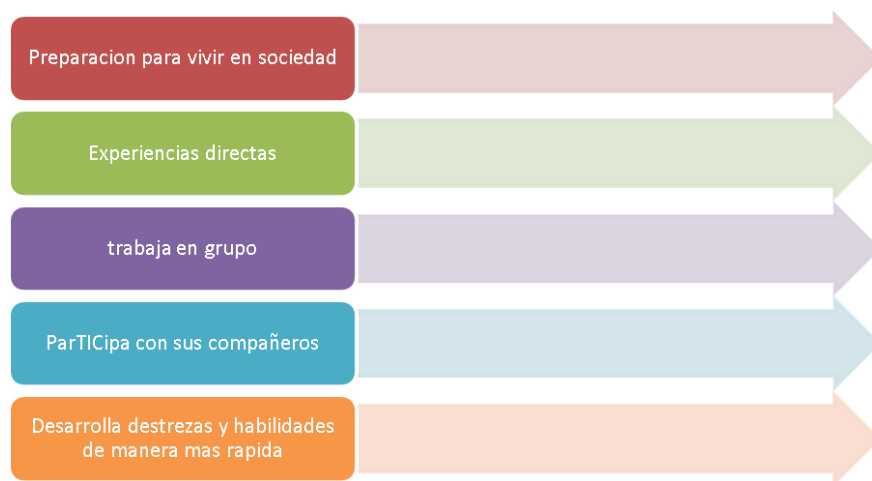 Preparacion para vivir en sociedad
Experiencias directas
trabaja en grupo
ParTICipa con sus compañeros
Desarrolla destrezas y habilidades
de manera mas rapida